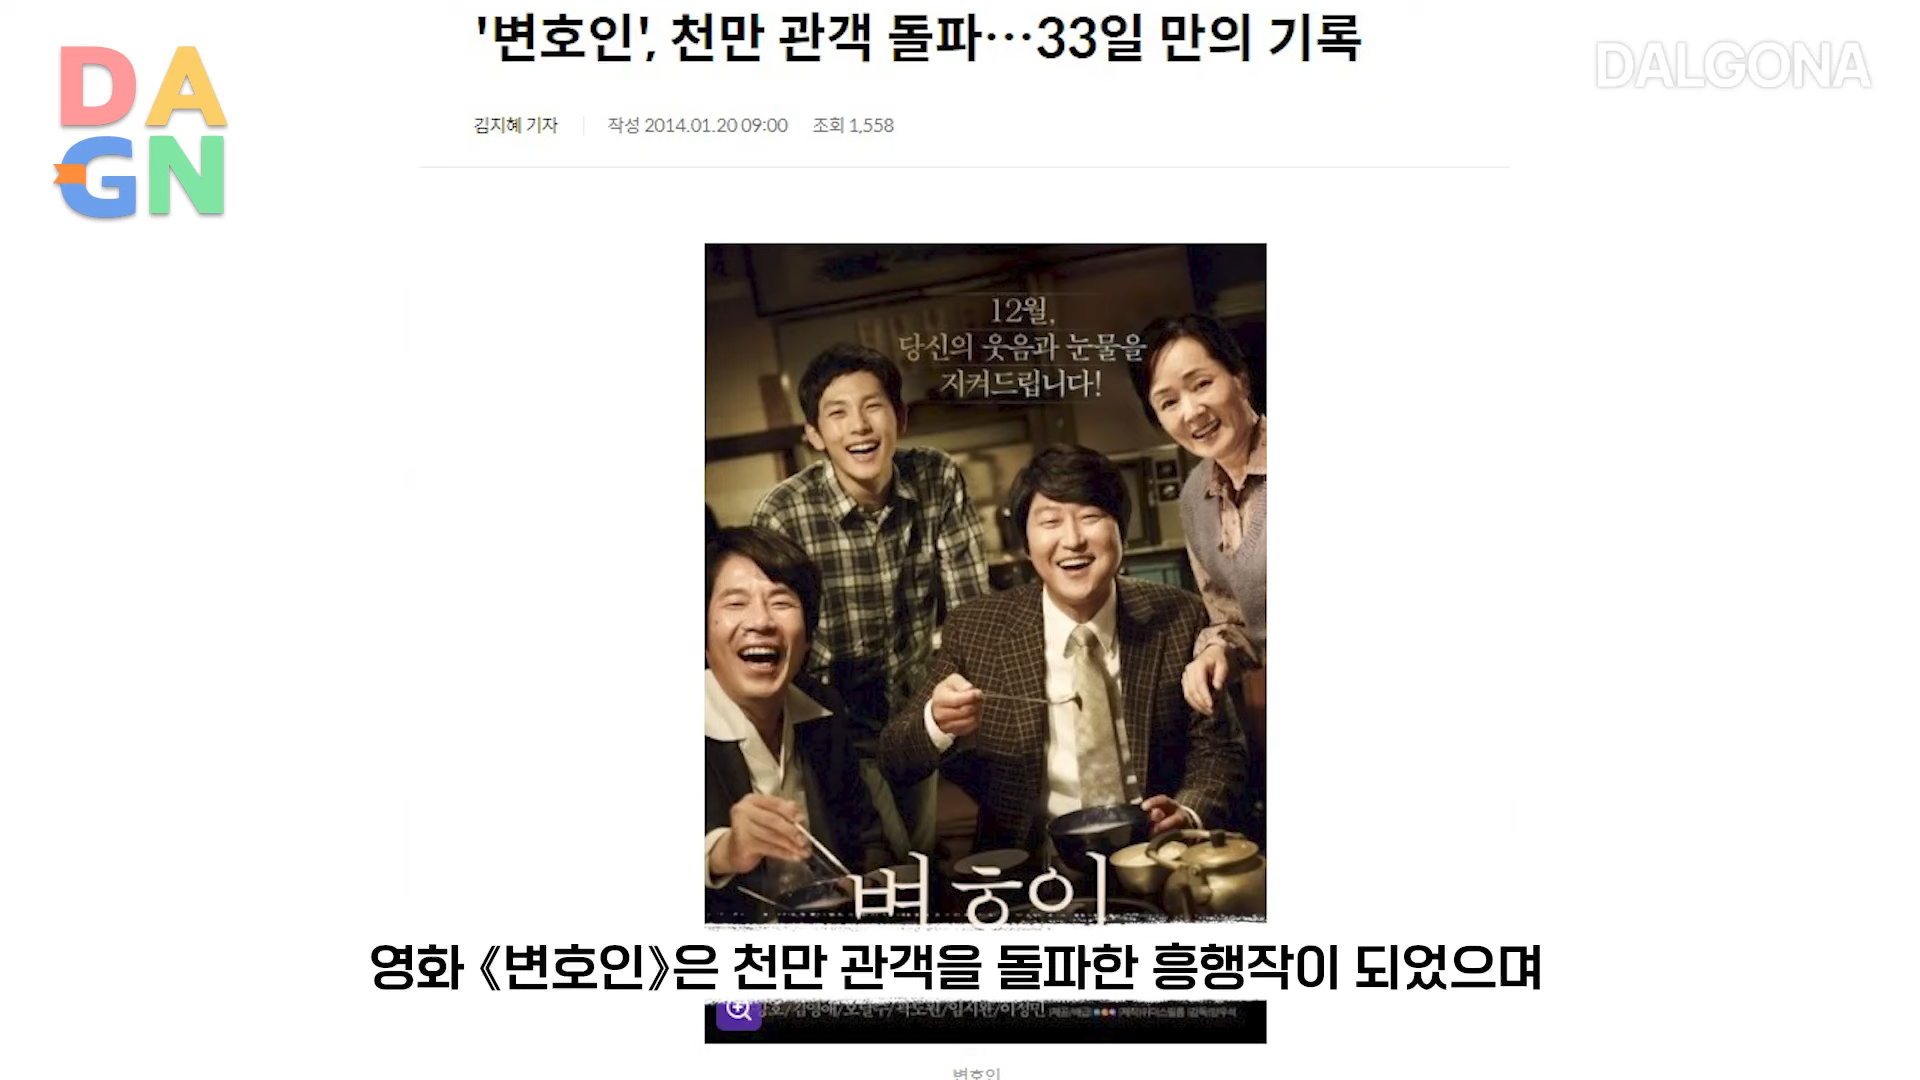 '변호인', 천만 관객 돌파…33일 만의 기록
DALGONA
DA
GN
김지혜 기자
작성 2014.01.20 09:00 조회 1,558
12월,
당신의 웃음과 눈물을
지켜드립니다!
변호인
영화 《변호인》은 천만 관객을 돌파한 흥행작이 되었으며
변호인